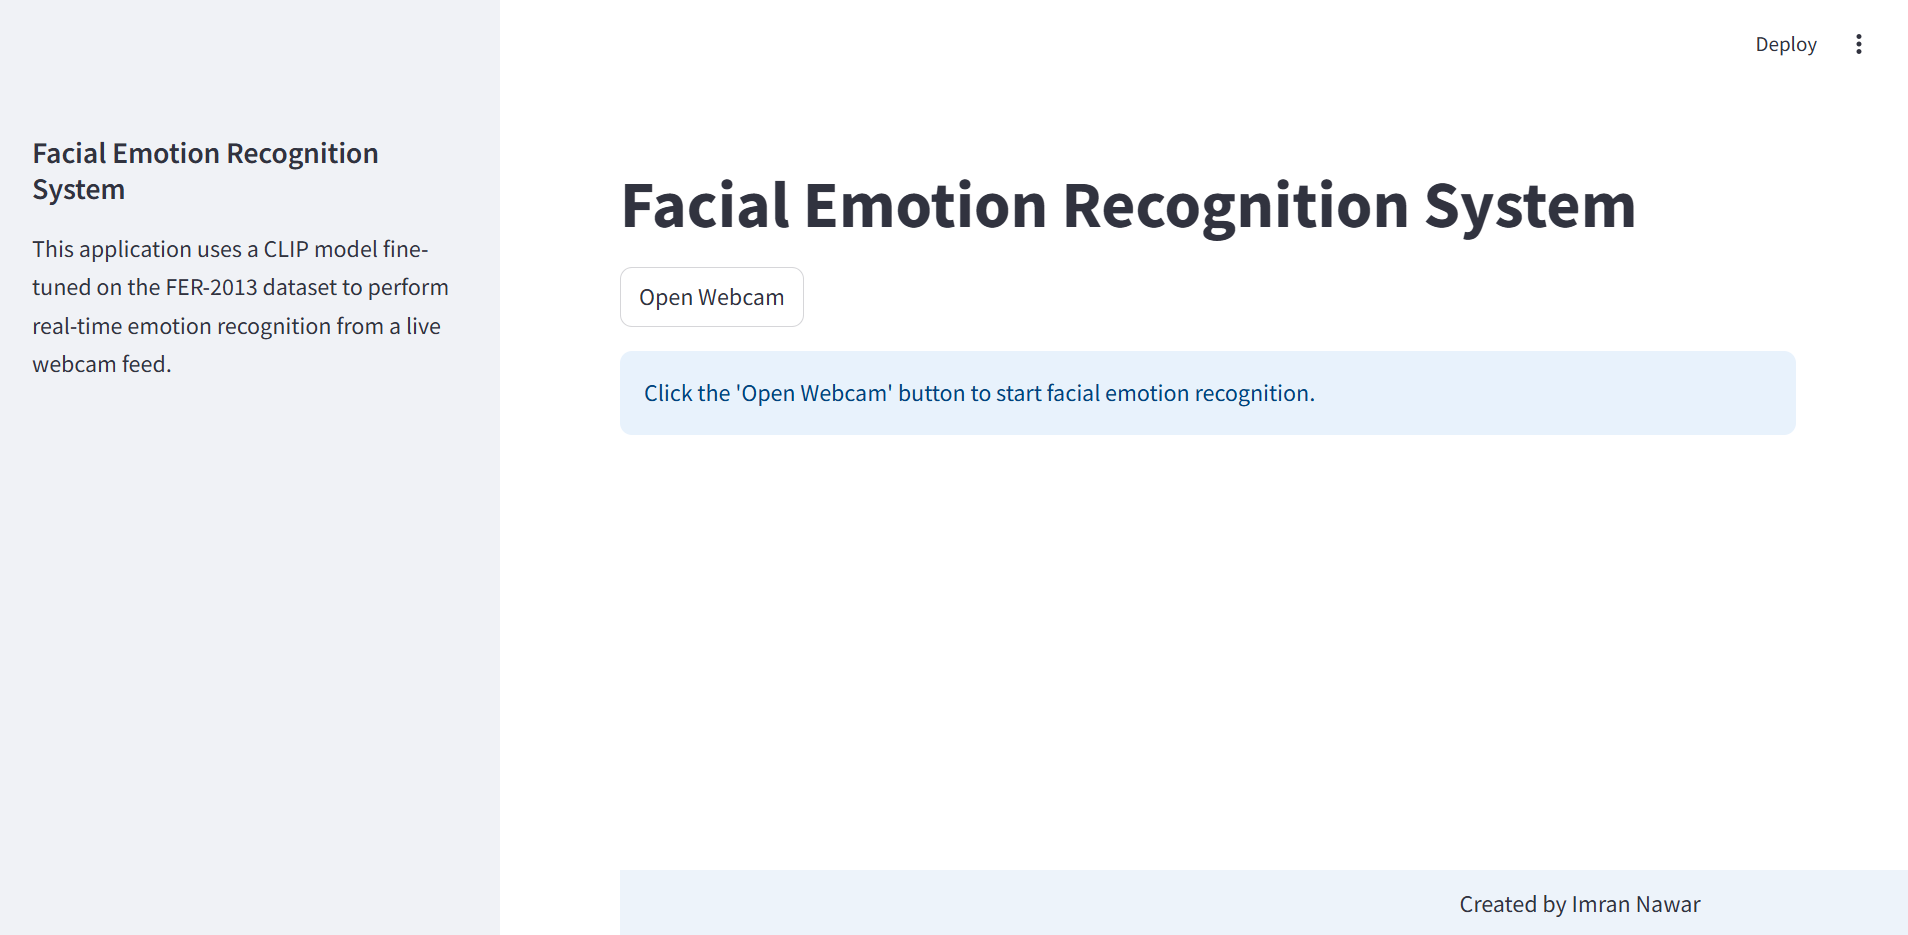 Deploy
Facial Emotion Recognition
System
This application uses a CLIP model fine-
tuned on the FER-2013 dataset to perform
real-time emotion recognition from a live
webcam feed.
Facial Emotion Recognition System
Open Webcam
Click the 'Open Webcam' button to start facial emotion recognition.
Created by Imran Nawar